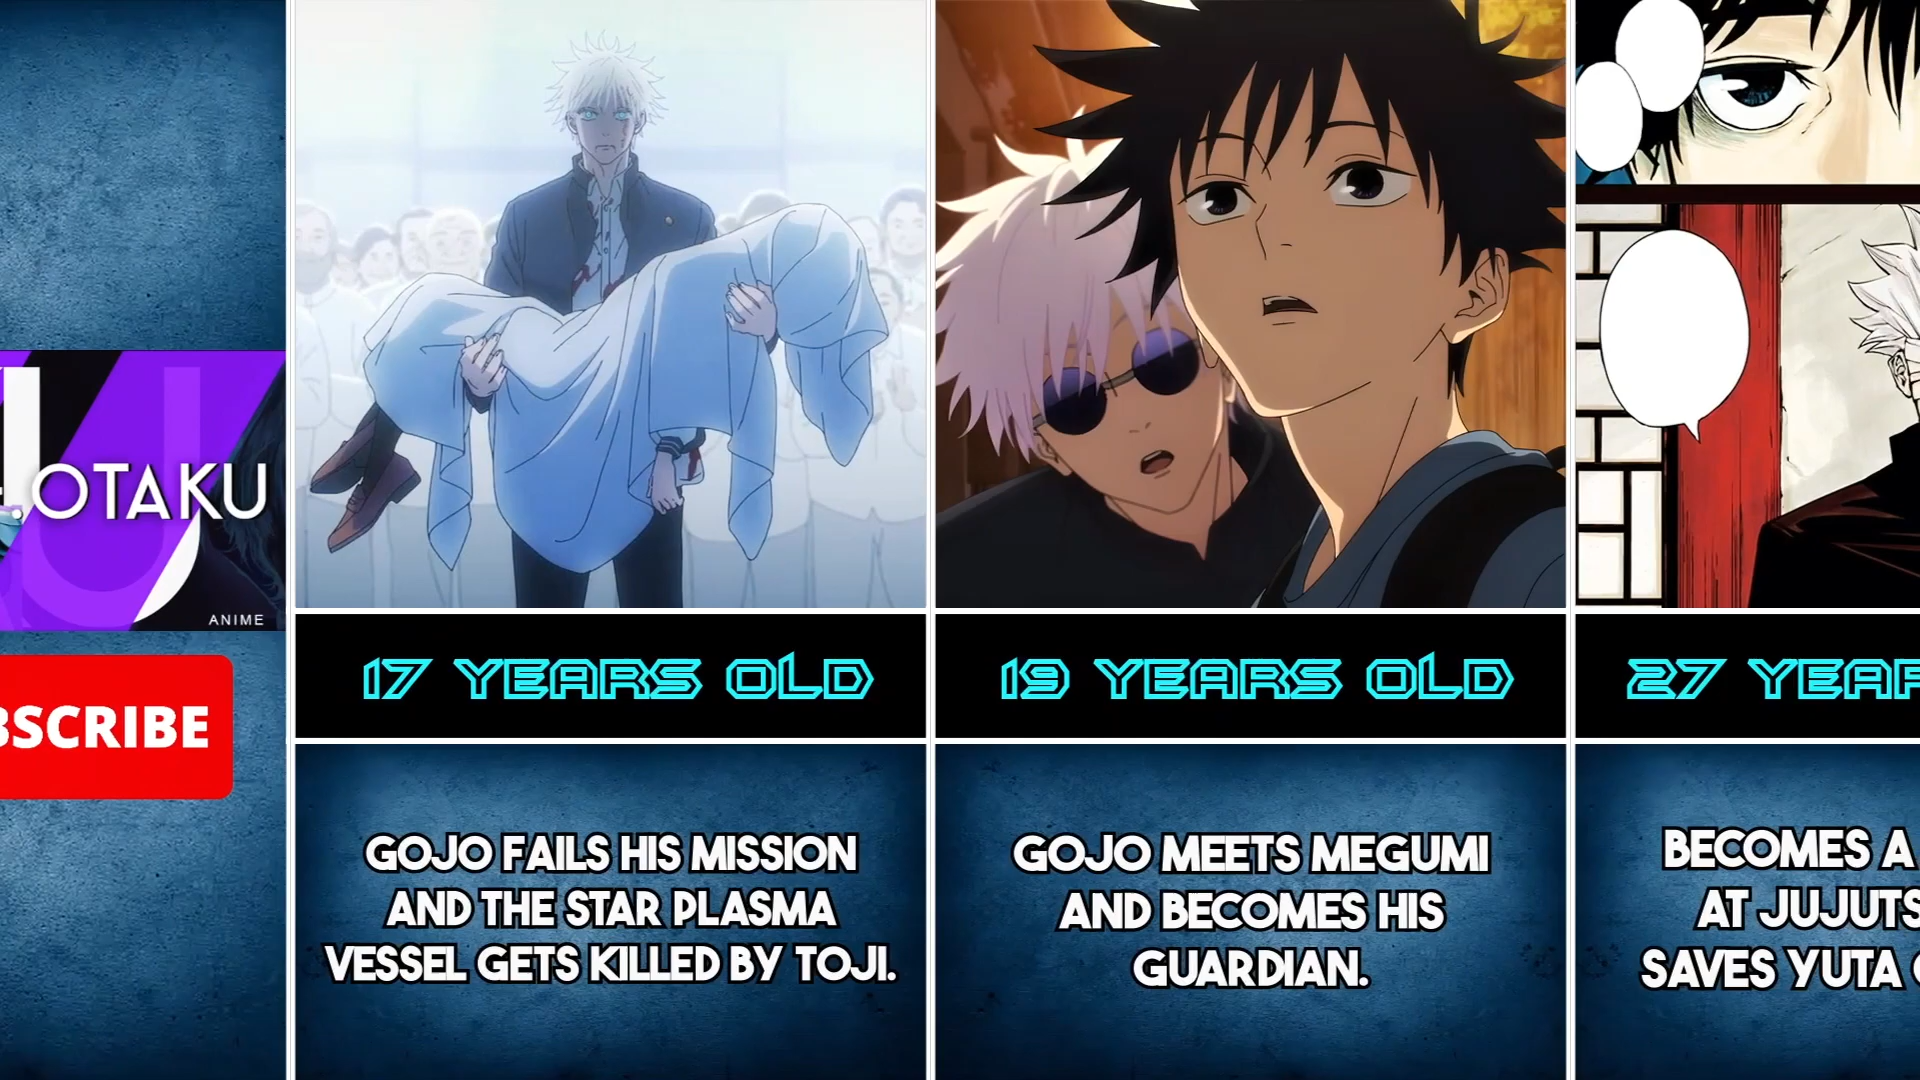 .OTAKU
ANIME
BSCRIBE
17 YEARS OLD
GOJO FAILS HIS MISSION
AND THE STAR PLASMA
VESSEL GETS KILLED BY TOJI.
19 YEARS OLD
GOJO MEETS MEGUMI
AND BECOMES HIS
GUARDIAN.
27 YEAR
BECOMES A
AT JUJUTS
SAVES YUTA